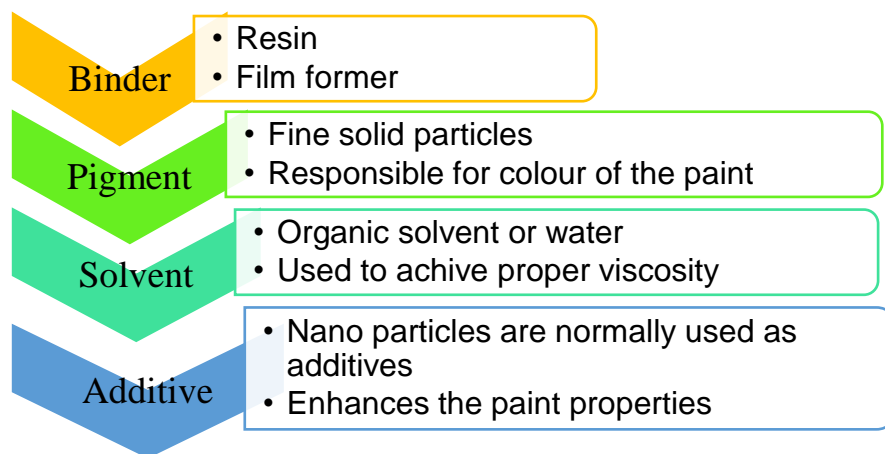 Binder
• Resin
• Film former
Pigment
• Fine solid particles
• Responsible for colour of the paint
Solvent
• Organic solvent or water
• Used to achive proper viscosity
Additive
• Nano particles are normally used as
additives
• Enhances the paint properties